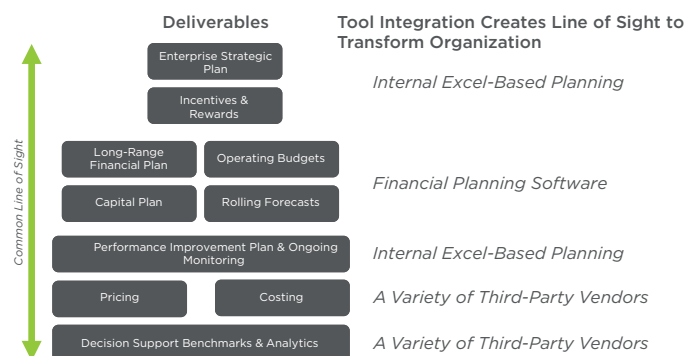 Deliverables
Tool Integration Creates Line of Sight to
Transform Organization
Enterprise Strategic
Plan
Internal Excel-Based Planning
Incentives &
Rewards
Common Line of Sight
Long-Range
Financial Plan
Operating Budgets
Financial Planning Software
Capital Plan
Rolling Forecasts
Performance Improvement Plan & Ongoing
Monitoring
Internal Excel-Based Planning
Pricing
Costing
A Variety of Third-Party Vendors
Decision Support Benchmarks & Analytics
A Variety of Third-Party Vendors